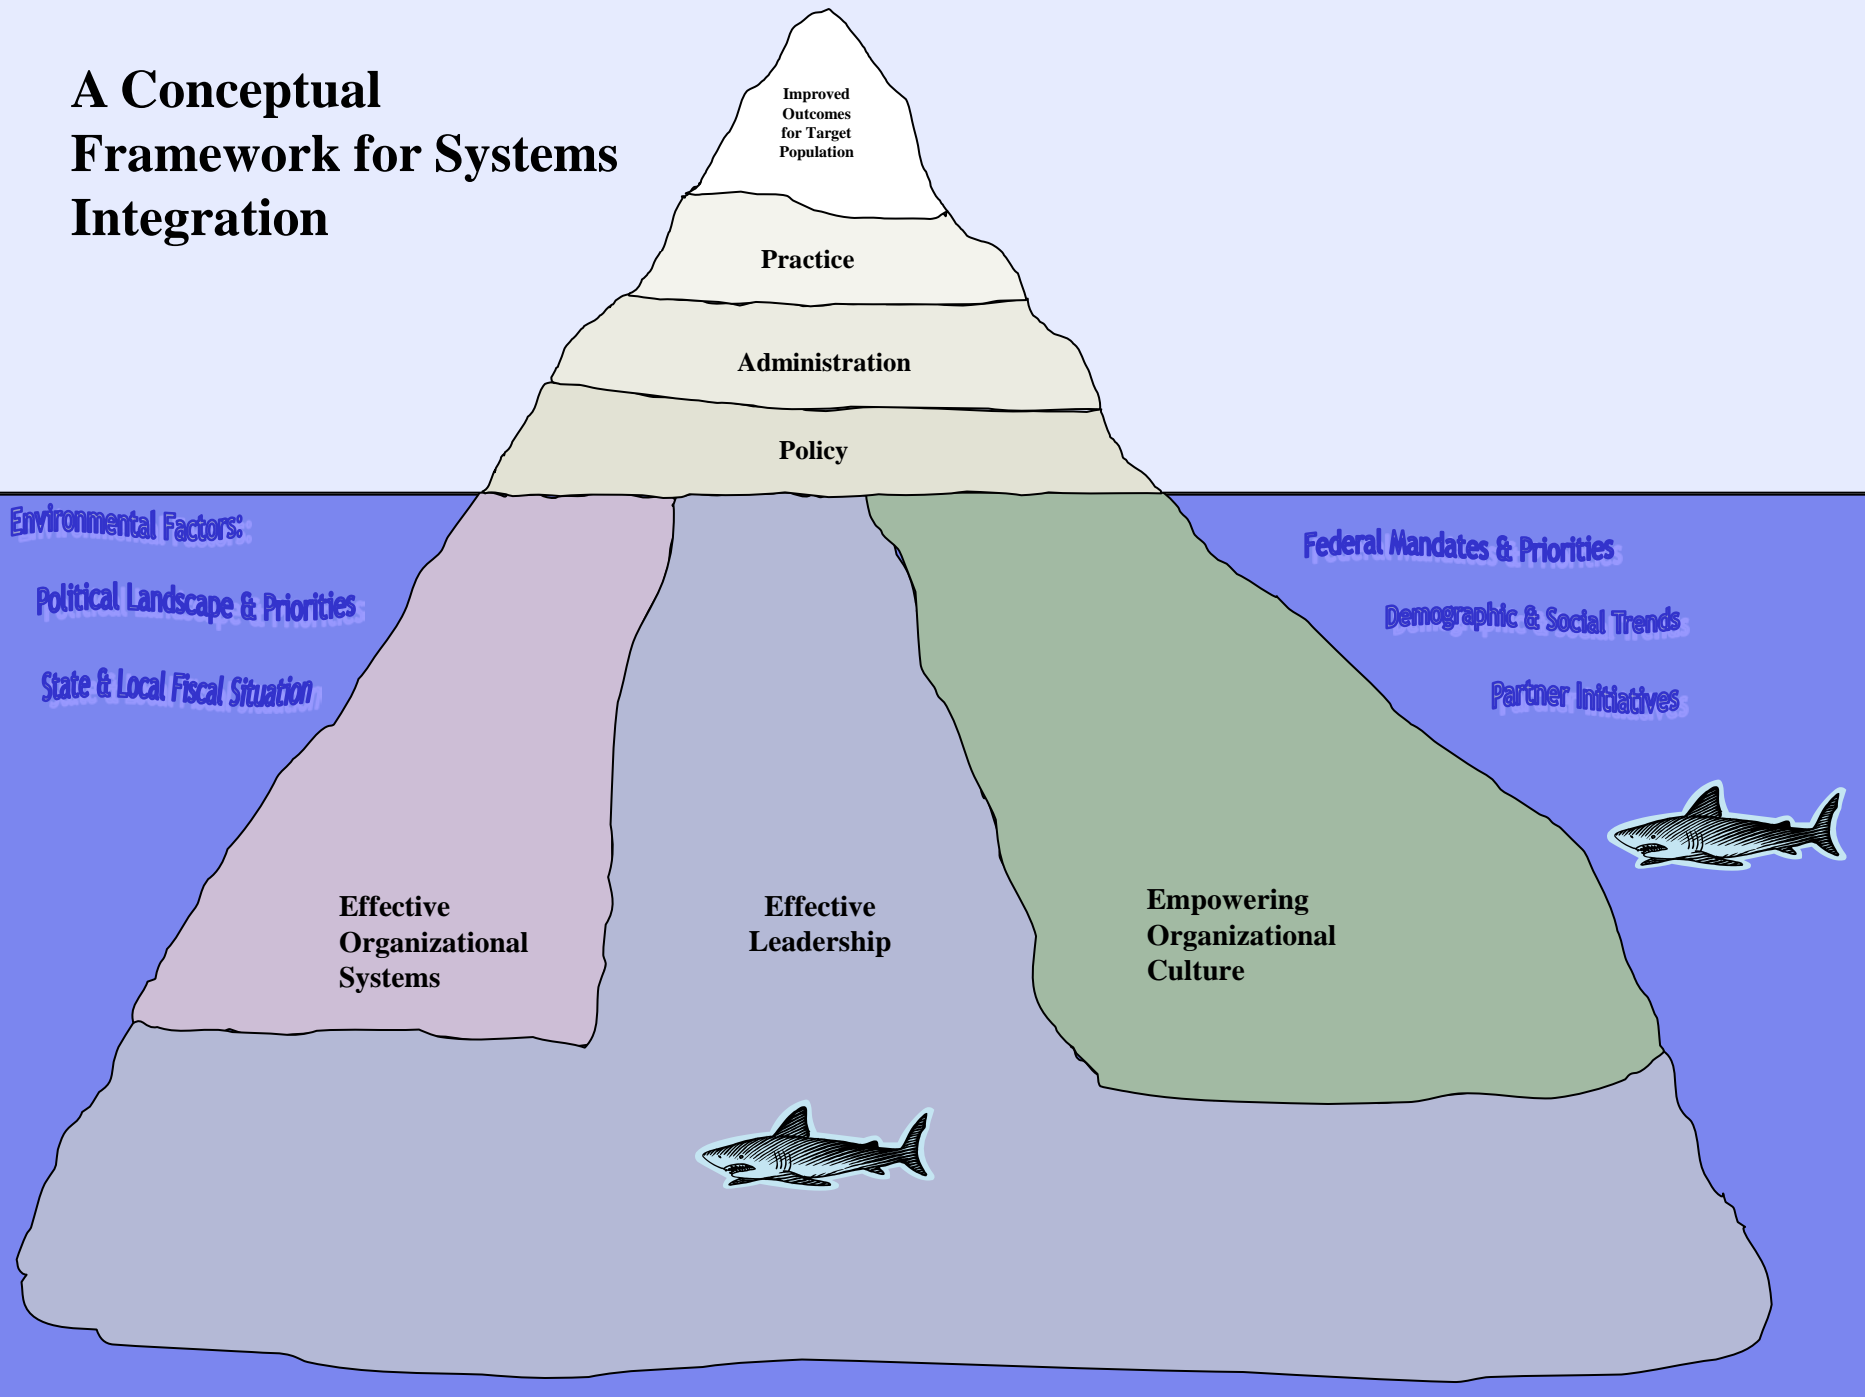 A Conceptual
Framework for Systems
Integration
Improved
Outcomes
for Target
Population
Practice
Administration
Policy
Environmental Factors:
Political Landscape & Priorities
State & Local Fiscal Situation
Federal Mandates & Priorities
Demographic & Social Trends
Partner Initiatives
Effective
Organizational
Systems
Effective
Leadership
Empowering
Organizational
Culture